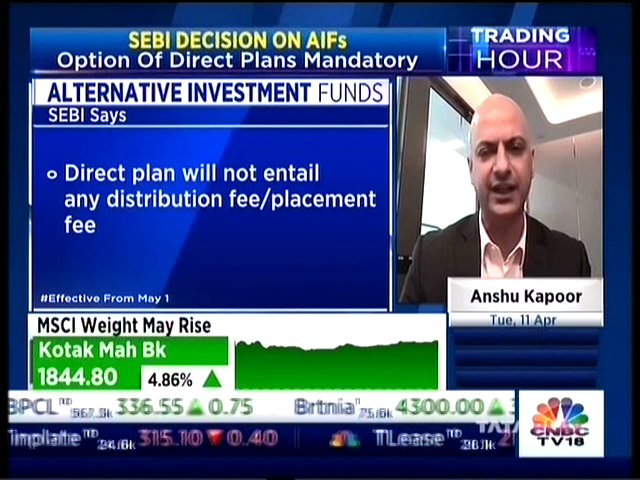 SEBI DECISION ON AIFs
Option Of Direct Plans Mandatory
TRADING
HOUR
ALTERNATIVE INVESTMENT FUNDS
SEBI Says
Direct plan will not entail
any distribution fee/placement
fee
#Effective From May 1
Anshu Kapoor
Tue, 11 Apr
MSCI Weight May Rise
Kotak Mah Bk
1844.80
4.86%
BPCL 336.55 0.75 Britnia 4300.00
315.10 0.40 TLease
CNBC
TV18